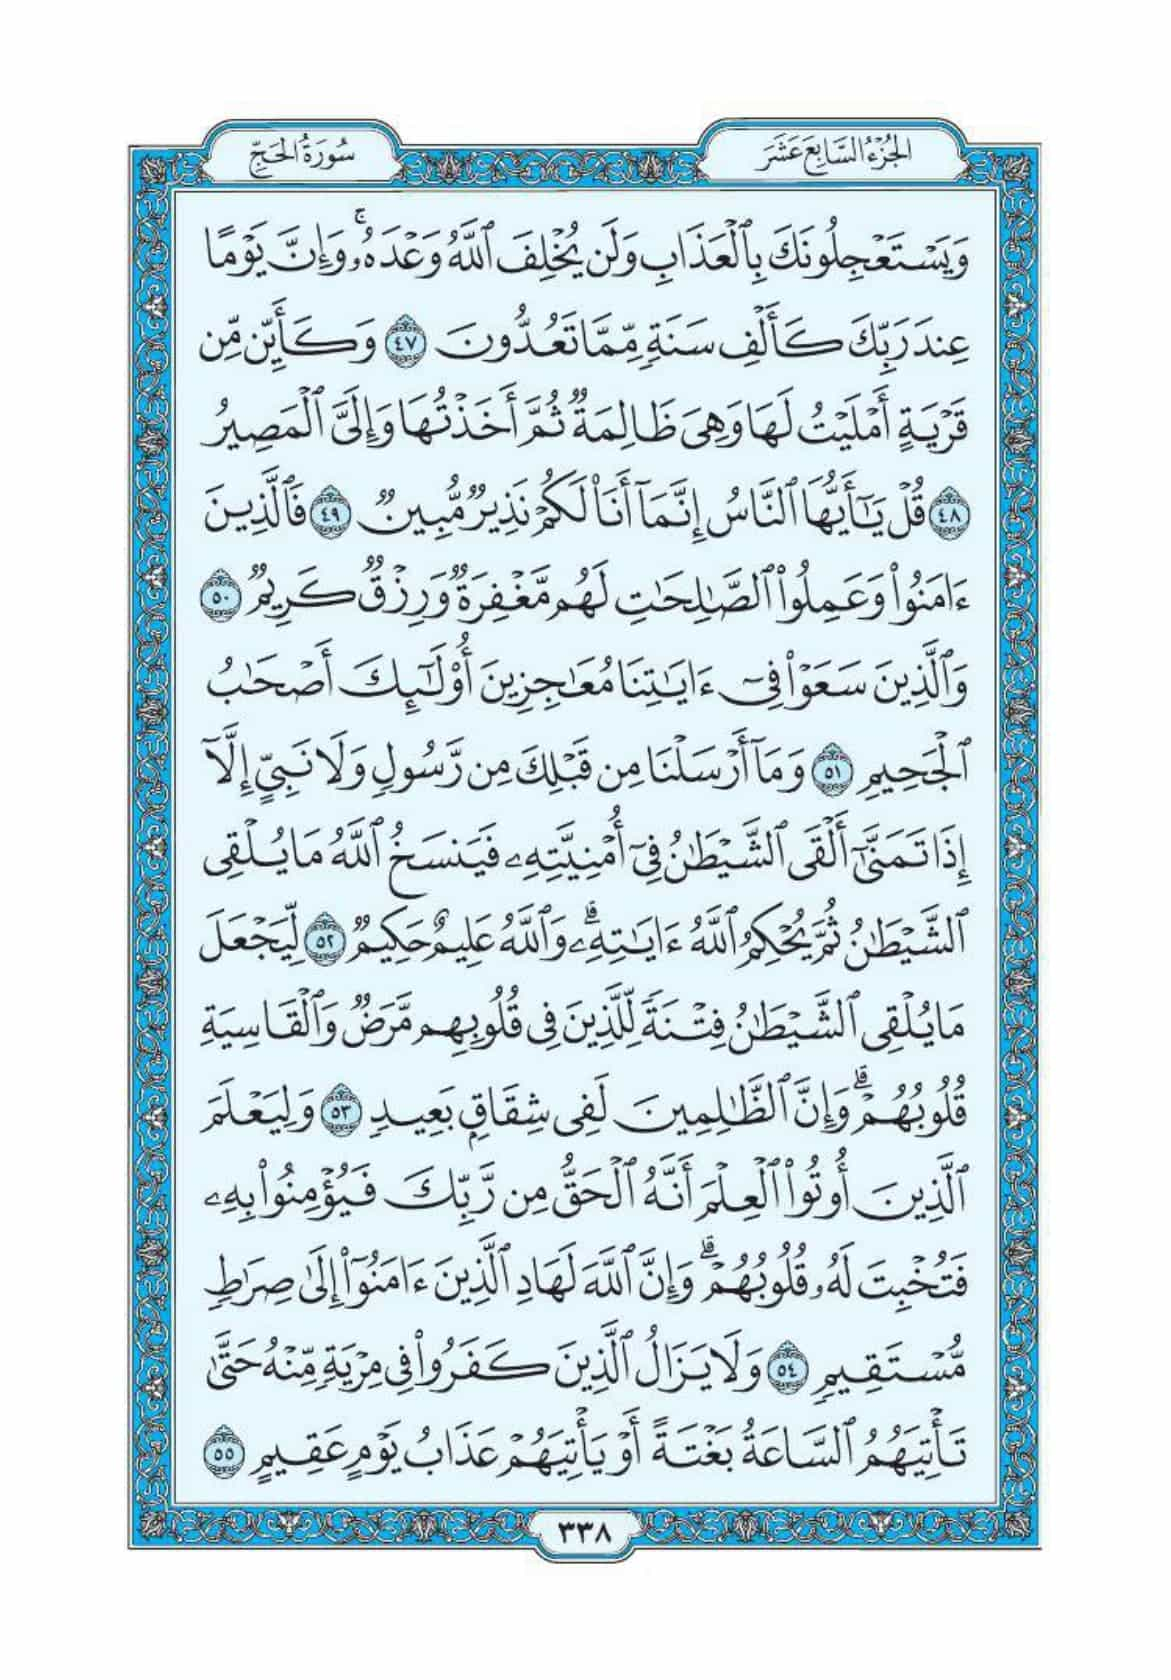 الجُزْءُ السَّابِعَ عَشَرَ
سُورَةُ الحَجِّ
وَيَسۡتَعۡجِلُونَكَ بِٱلۡعَذَابِ وَلَن يُخۡلِفَ ٱللَّهُ وَعۡدَهُۥۚ وَإِنَّ يَوۡمًا
عِندَ رَبِّكَ كَأَلۡفِ سَنَةٖ مِّمَّا تَعُدُّونَ ٤٧ وَكَأَيِّن مِّن
قَرۡيَةٍ أَمۡلَيۡتُ لَهَا وَهِيَ ظَالِمَةٞ ثُمَّ أَخَذۡتُهَا وَإِلَيَّ ٱلۡمَصِيرُ
٤٨ قُلۡ يَٰٓأَيُّهَا ٱلنَّاسُ إِنَّمَآ أَنَا۠ لَكُمۡ نَذِيرٞ مُّبِينٞ ٤٩ فَٱلَّذِينَ
ءَامَنُواْ وَعَمِلُواْ ٱلصَّٰلِحَٰتِ لَهُم مَّغۡفِرَةٞ وَرِزۡقٞ كَرِيمٞ ٥٠
وَٱلَّذِينَ سَعَوۡاْ فِيٓ ءَايَٰتِنَا مُعَٰجِزِينَ أُوْلَٰٓئِكَ أَصۡحَٰبُ
ٱلۡجَحِيمِ ٥١ وَمَآ أَرۡسَلۡنَا مِن قَبۡلِكَ مِن رَّسُولٖ وَلَا نَبِيٍّ إِلَّآ
إِذَا تَمَنَّىٰٓ أَلۡقَى ٱلشَّيۡطَٰنُ فِيٓ أُمۡنِيَّتِهِۦ فَيَنسَخُ ٱللَّهُ مَا يُلۡقِي
ٱلشَّيۡطَٰنُ ثُمَّ يُحۡكِمُ ٱللَّهُ ءَايَٰتِهِۦۗ وَٱللَّهُ عَلِيمٌ حَكِيمٞ ٥٢ لِّيَجۡعَلَ
مَا يُلۡقِي ٱلشَّيۡطَٰنُ فِتۡنَةٗ لِّلَّذِينَ فِي قُلُوبِهِم مَّرَضٞ وَٱلۡقَاسِيَةِ
قُلُوبُهُمۡۗ وَإِنَّ ٱلظَّٰلِمِينَ لَفِي شِقَاقِۭ بَعِيدٖ ٥٣ وَلِيَعۡلَمَ
ٱلَّذِينَ أُوتُواْ ٱلۡعِلۡمَ أَنَّهُ ٱلۡحَقُّ مِن رَّبِّكَ فَيُؤۡمِنُواْ بِهِۦ
فَتُخۡبِتَ لَهُۥ قُلُوبُهُمۡۗ وَإِنَّ ٱللَّهَ لَهَادِ ٱلَّذِينَ ءَامَنُوٓاْ إِلَىٰ صِرَٰطٖ
مُّسۡتَقِيمٖ ٥٤ وَلَا يَزَالُ ٱلَّذِينَ كَفَرُواْ فِي مِرۡيَةٖ مِّنۡهُ حَتَّىٰ
تَأۡتِيَهُمُ ٱلسَّاعَةُ بَغۡتَةً أَوۡ يَأۡتِيَهُمۡ عَذَابُ يَوۡمٍ عَقِيمٍ ٥٥
٣٣٨